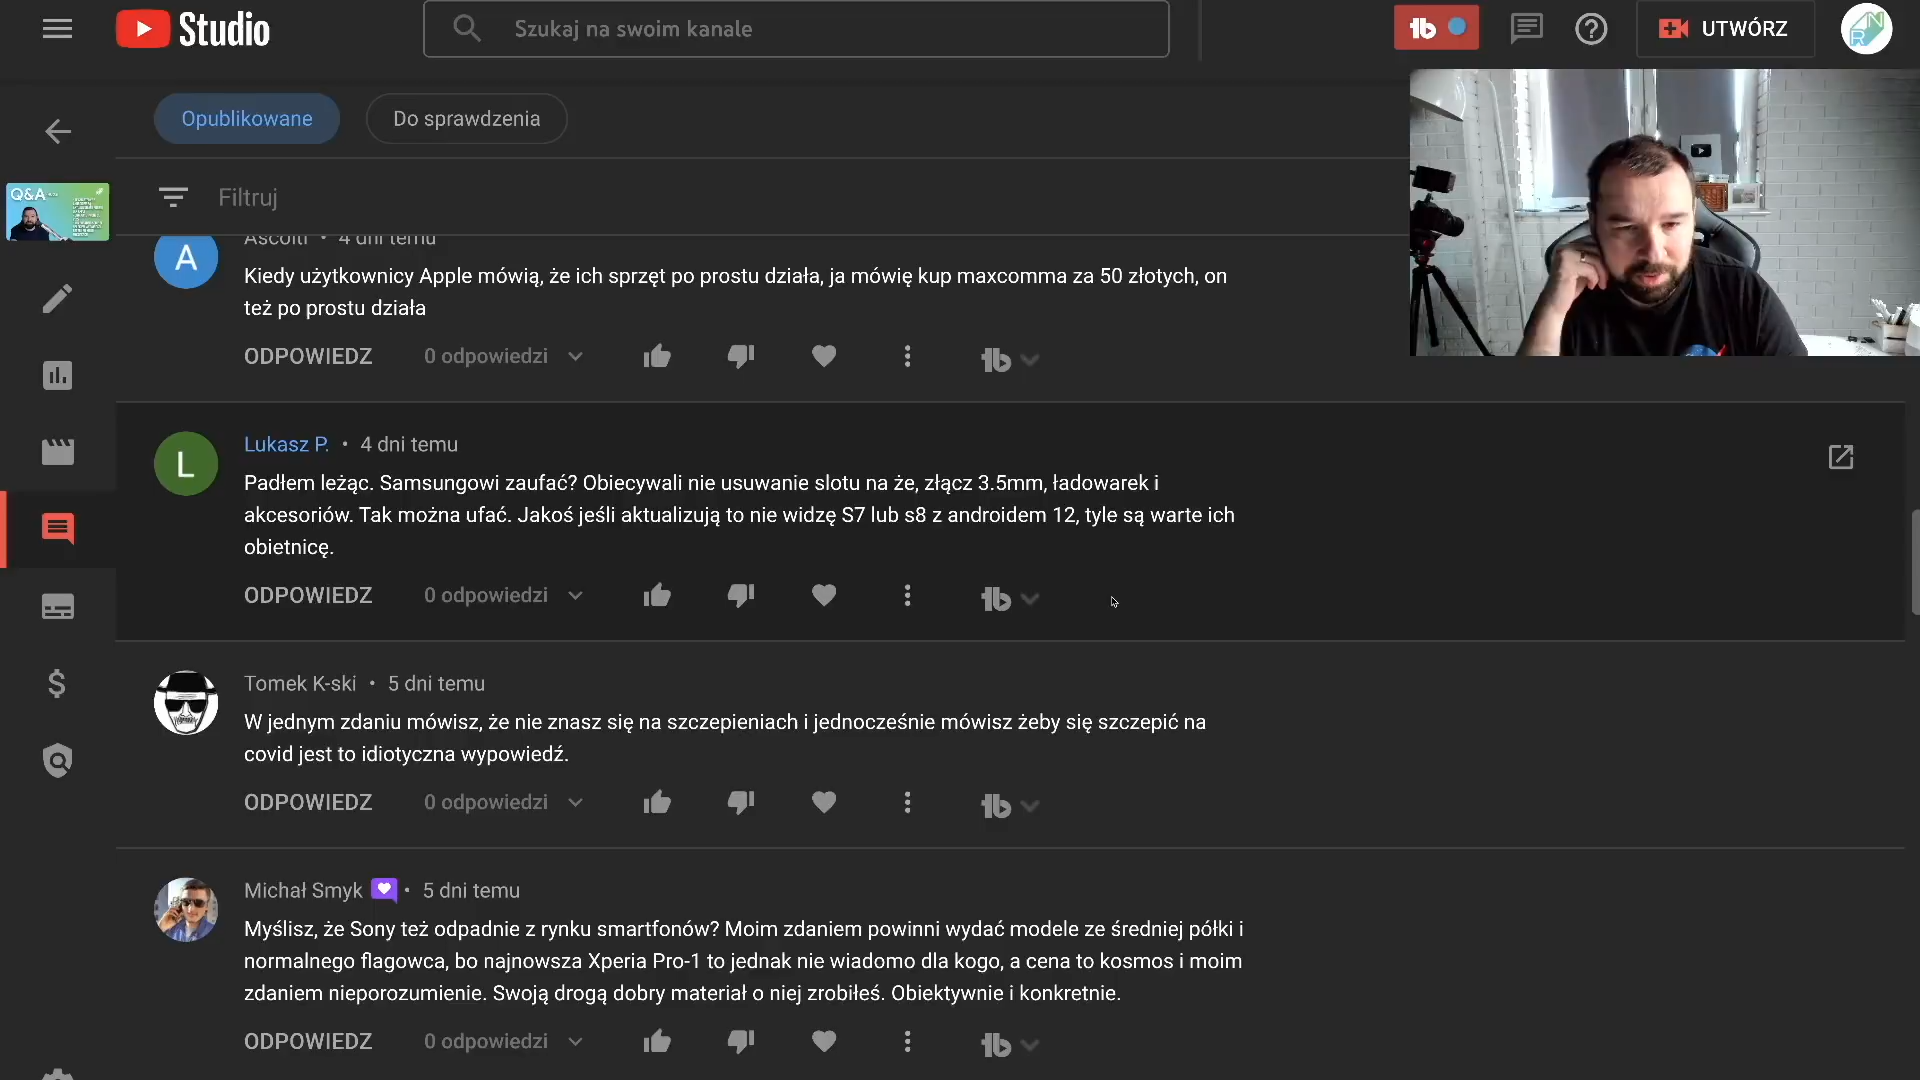 Studio
Szukaj na swoim kanale
UTWÓRZ
Opublikowane
Do sprawdzenia
Q&A
Filtruj
A
Ascolti • 4 dni temu
Kiedy użytkownicy Apple mówią, że ich sprzęt po prostu działa, ja mówię kup maxcomma za 50 złotych, on
też po prostu działa
ODPOWIEDZ 0 odpowiedzi
L
Lukasz P. • 4 dni temu
Padłem leżąc. Samsungowi zaufać? Obiecywali nie usuwanie slotu na że, złącz 3.5mm, ładowarek i
akcesoriów. Tak można ufać. Jakoś jeśli aktualizują to nie widzę S7 lub s8 z androidem 12, tyle są warte ich
obietnicę.
ODPOWIEDZ 0 odpowiedzi
Tomek K-ski • 5 dni temu
W jednym zdaniu mówisz, że nie znasz się na szczepieniach i jednocześnie mówisz żeby się szczepić na
covid jest to idiotyczna wypowiedź.
ODPOWIEDZ 0 odpowiedzi
Michał Smyk • 5 dni temu
Myślisz, że Sony też odpadnie z rynku smartfonów? Moim zdaniem powinni wydać modele ze średniej półki i
normalnego flagowca, bo najnowsza Xperia Pro-1 to jednak nie wiadomo dla kogo, a cena to kosmos i moim
zdaniem nieporozumienie. Swoją drogą dobry materiał o niej zrobiłeś. Obiektywnie i konkretnie.
ODPOWIEDZ 0 odpowiedzi